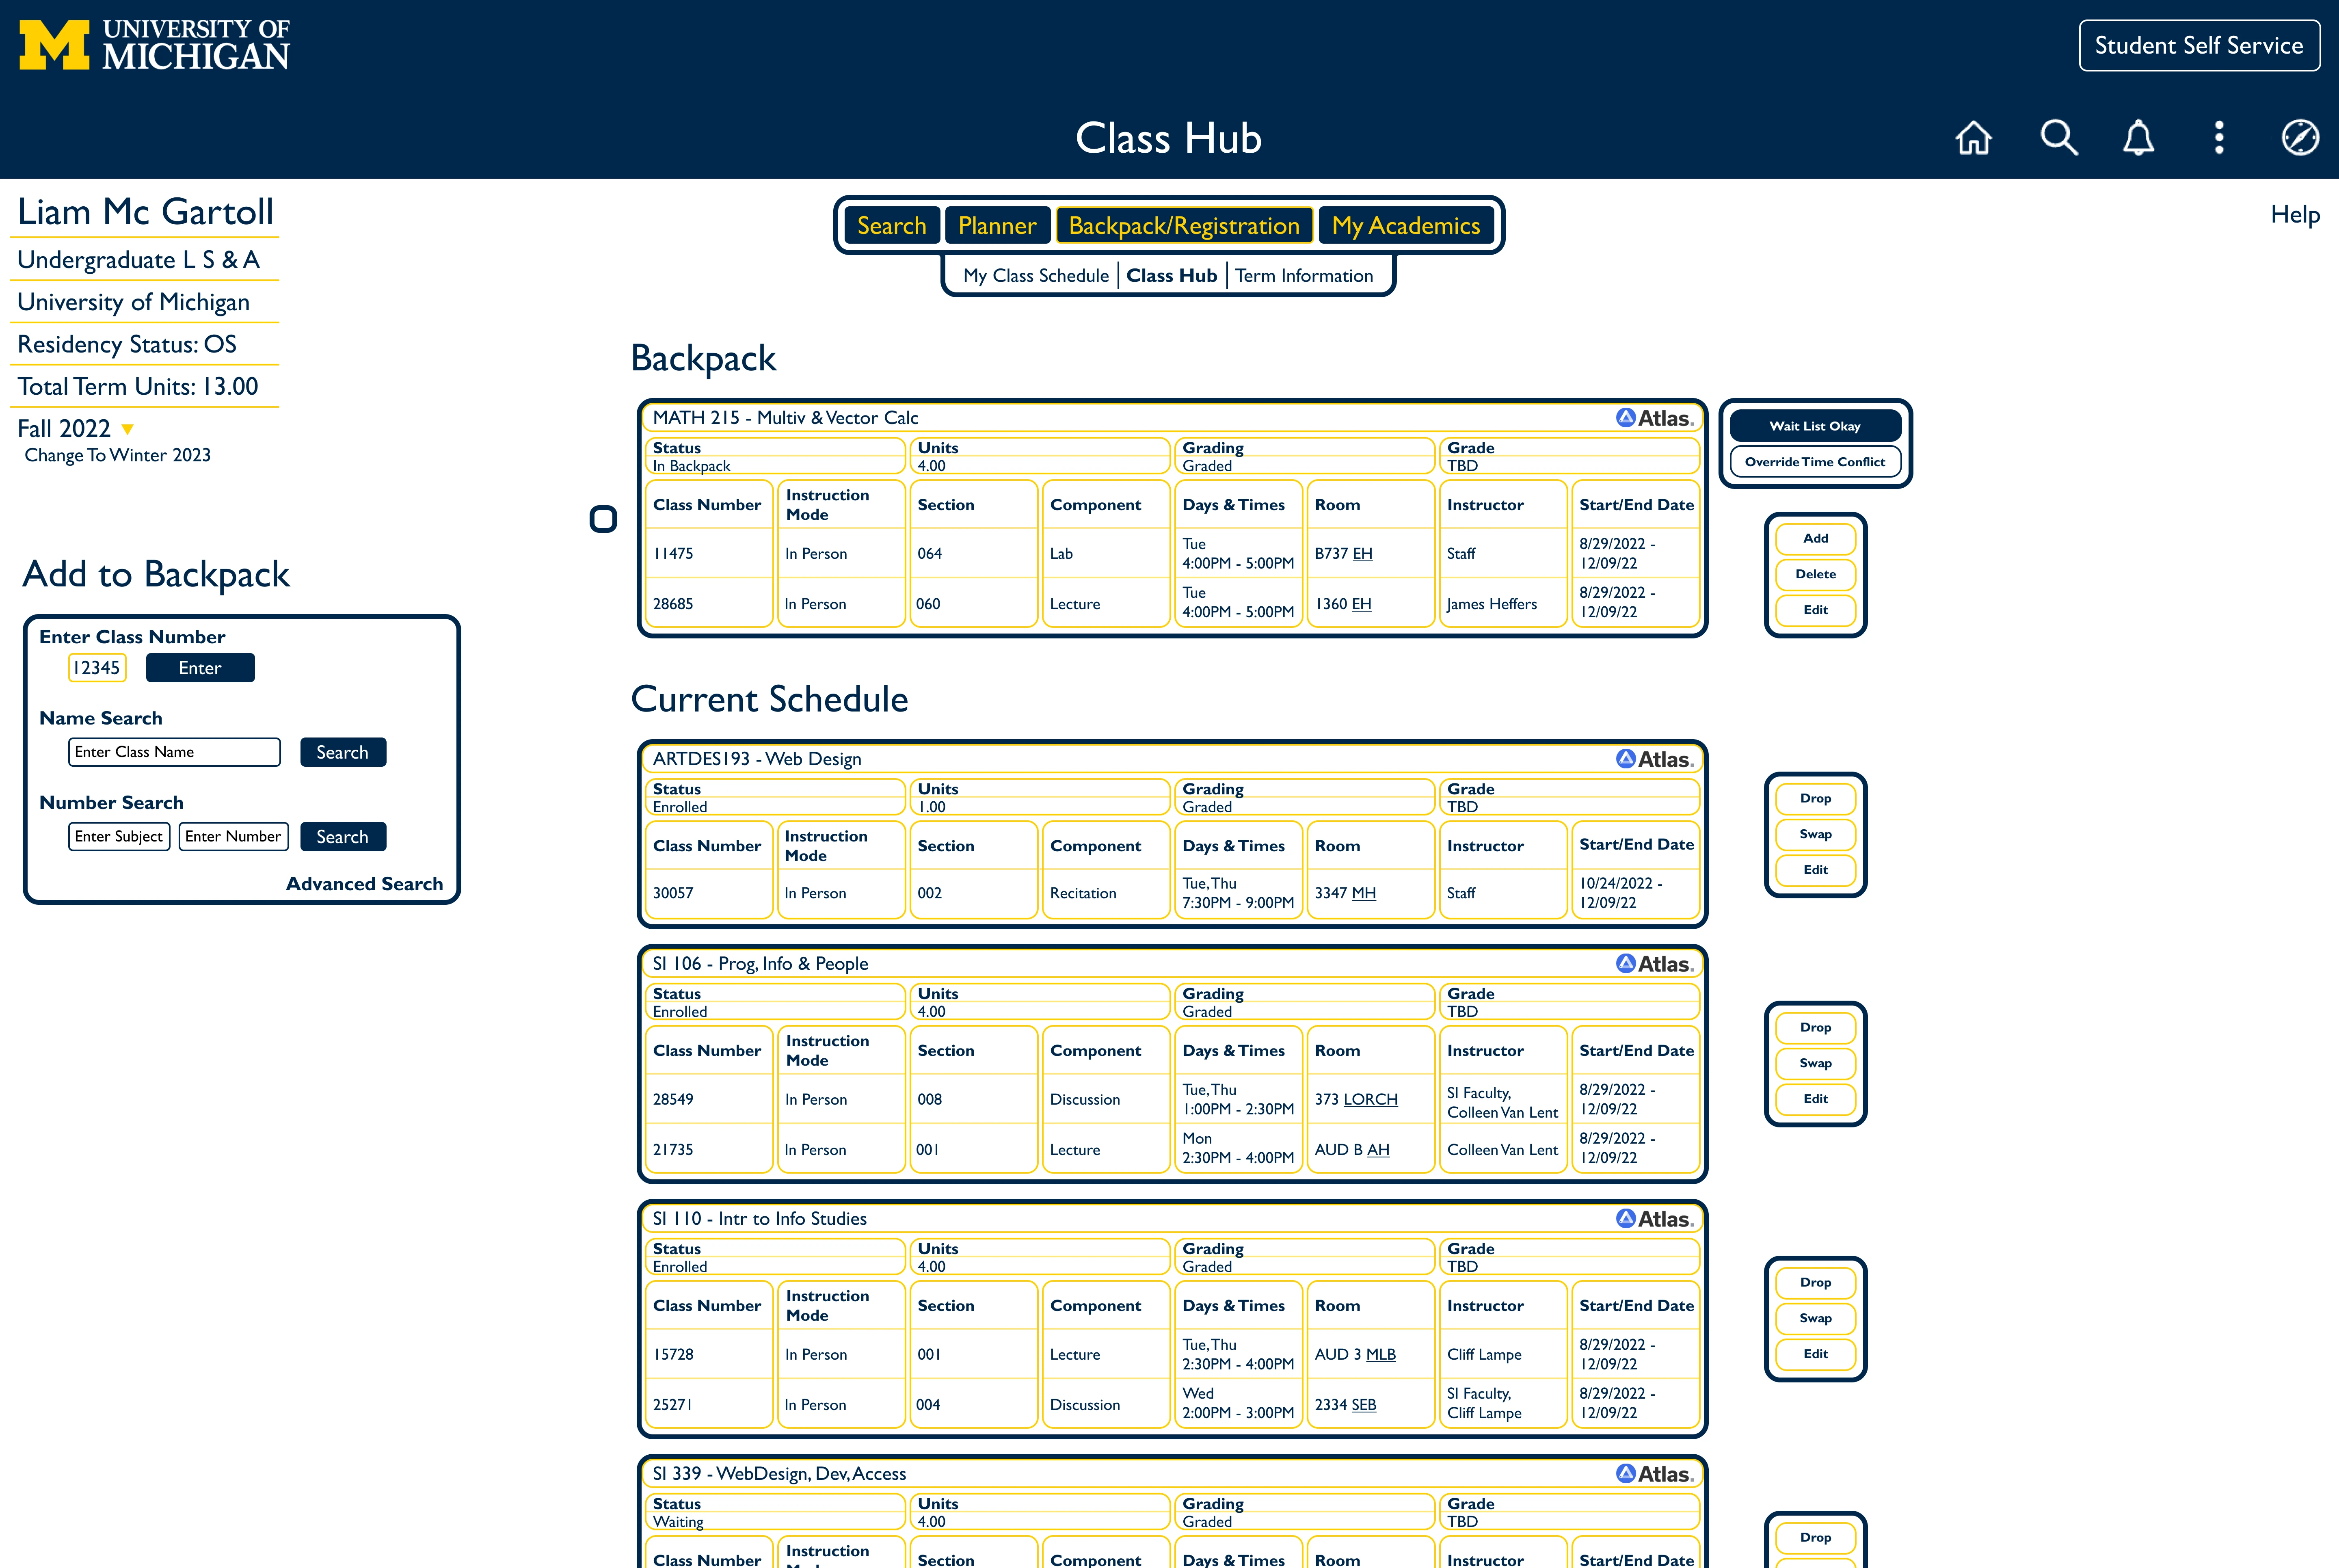 UNIVERSITY OF
MICHIGAN
Student Self Service
Class Hub
Liam Mc Gartoll
Undergraduate L S & A
University of Michigan
Residency Status: OS
Total Term Units: 13.00
Fall 2022
Change To Winter 2023
Search Planner Backpack/Registration My Academics
My Class Schedule | Class Hub | Term Information
Help
Add to Backpack
Enter Class Number
12345 Enter
Name Search
Enter Class Name Search
Number Search
Enter Subject Enter Number Search
Advanced Search
Backpack
MATH 215 - Multiv & Vector Calc Atlas.
Status Units Grading Grade
In Backpack 4.00 Graded TBD
Class Number Instruction Mode Section Component Days & Times Room Instructor Start/End Date
11475 In Person 064 Lab Tue 4:00PM - 5:00PM B737 EH Staff 8/29/2022 - 12/09/22
28685 In Person 060 Lecture Tue 4:00PM - 5:00PM 1360 EH James Heffers 8/29/2022 - 12/09/22
Wait List Okay
Override Time Conflict
Add
Delete
Edit
Current Schedule
ARTDES193 - Web Design Atlas.
Status Units Grading Grade
Enrolled 1.00 Graded TBD
Class Number Instruction Mode Section Component Days & Times Room Instructor Start/End Date
30057 In Person 002 Recitation Tue, Thu 7:30PM - 9:00PM 3347 MH Staff 10/24/2022 - 12/09/22
Drop
Swap
Edit
SI 106 - Prog, Info & People Atlas.
Status Units Grading Grade
Enrolled 4.00 Graded TBD
Class Number Instruction Mode Section Component Days & Times Room Instructor Start/End Date
28549 In Person 008 Discussion Tue, Thu 1:00PM - 2:30PM 373 LORCH SI Faculty, Colleen Van Lent 8/29/2022 - 12/09/22
21735 In Person 001 Lecture Mon 2:30PM - 4:00PM AUD B AH Colleen Van Lent 8/29/2022 - 12/09/22
Drop
Swap
Edit
SI 110 - Intr to Info Studies Atlas.
Status Units Grading Grade
Enrolled 4.00 Graded TBD
Class Number Instruction Mode Section Component Days & Times Room Instructor Start/End Date
15728 In Person 001 Lecture Tue, Thu 2:30PM - 4:00PM AUD 3 MLB Cliff Lampe 8/29/2022 - 12/09/22
25271 In Person 004 Discussion Wed 2:00PM - 3:00PM 2334 SEB SI Faculty, Cliff Lampe 8/29/2022 - 12/09/22
Drop
Swap
Edit
SI 339 - WebDesign, Dev, Access Atlas.
Status Units Grading Grade
Waiting 4.00 Graded TBD
Class Number Instruction Section Component Days & Times Room Instructor Start/End Date
Drop